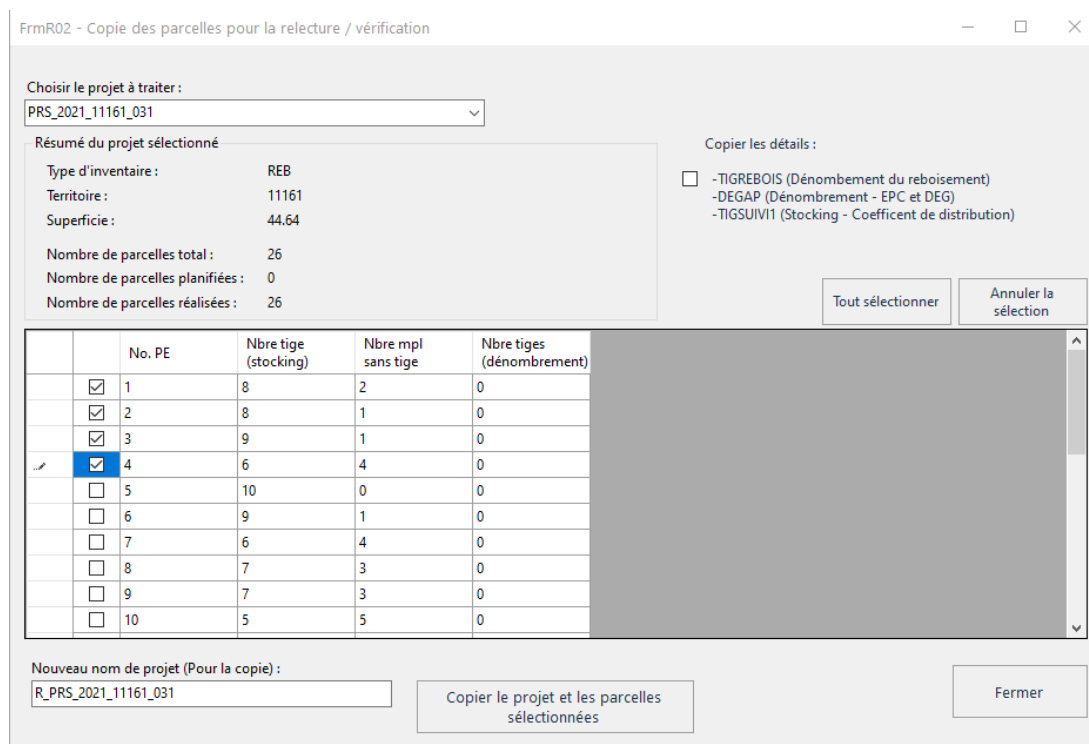 FrmR02 - Copie des parcelles pour la relecture / vérification
Choisir le projet à traiter :
PRS_2021_11161_031
Résumé du projet sélectionné
Type d'inventaire : REB
Territoire : 11161
Superficie : 44.64
Nombre de parcelles total : 26
Nombre de parcelles planifiées : 0
Nombre de parcelles réalisées : 26
Copier les détails :
-TIGREBOIS (Dénombement du reboisement)
-DEGAP (Dénombrement - EPC et DEG)
-TIGSUIVI1 (Stocking - Coefficent de distribution)
Tout sélectionner
Annuler la
sélection
No. PE
Nbre tige
(stocking)
Nbre mpl
sans tige
Nbre tiges
(dénombrement)
1 8 2 0
2 8 1 0
3 9 1 0
4 6 4 0
5 10 0 0
6 9 1 0
7 6 4 0
8 7 3 0
9 7 3 0
10 5 5 0
Nouveau nom de projet (Pour la copie) :
R_PRS_2021_11161_031
Copier le projet et les parcelles
sélectionnées
Fermer